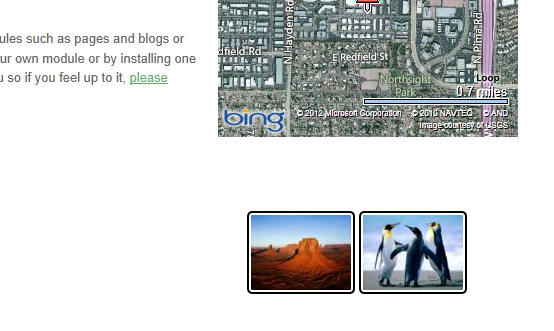 ules such as pages and blogs or
ur own module or by installing one
u so if you feel up to it, please
N Hayden Rd
N Pima Rd
dfield Rd
E Redfield St
Northsight
Park
Loop
0.7 miles
bing
© 2012 Microsoft Corporation © 2010 NAVTEQ © AND
Image courtesy of USGS